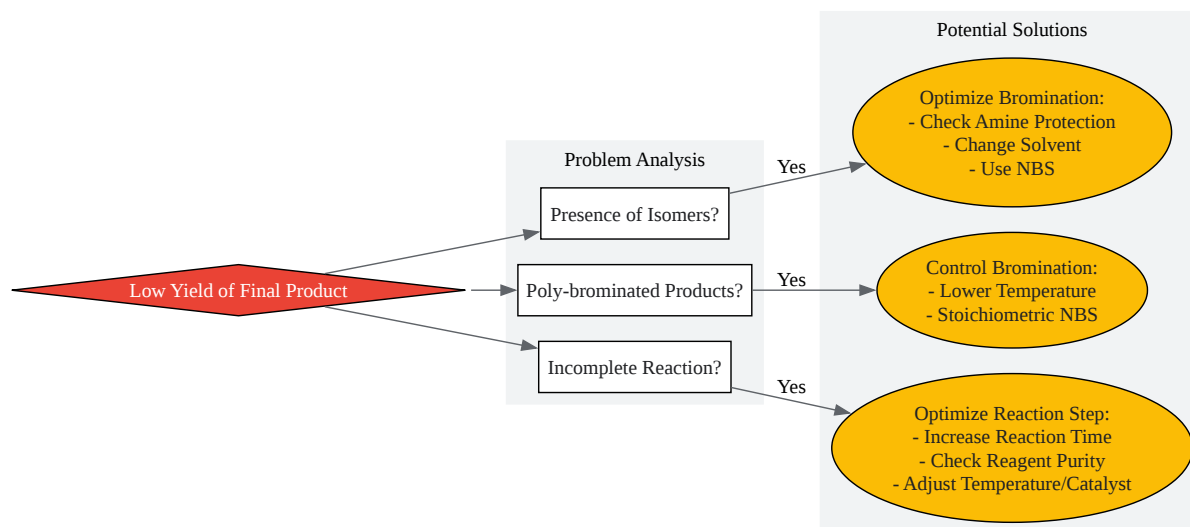 Low Yield of Final Product
Problem Analysis
Presence of Isomers?
Poly-brominated Products?
Incomplete Reaction?
Yes
Yes
Yes
Potential Solutions
Optimize Bromination:
- Check Amine Protection
- Change Solvent
- Use NBS
Control Bromination:
- Lower Temperature
- Stoichiometric NBS
Optimize Reaction Step:
- Increase Reaction Time
- Check Reagent Purity
- Adjust Temperature/Catalyst